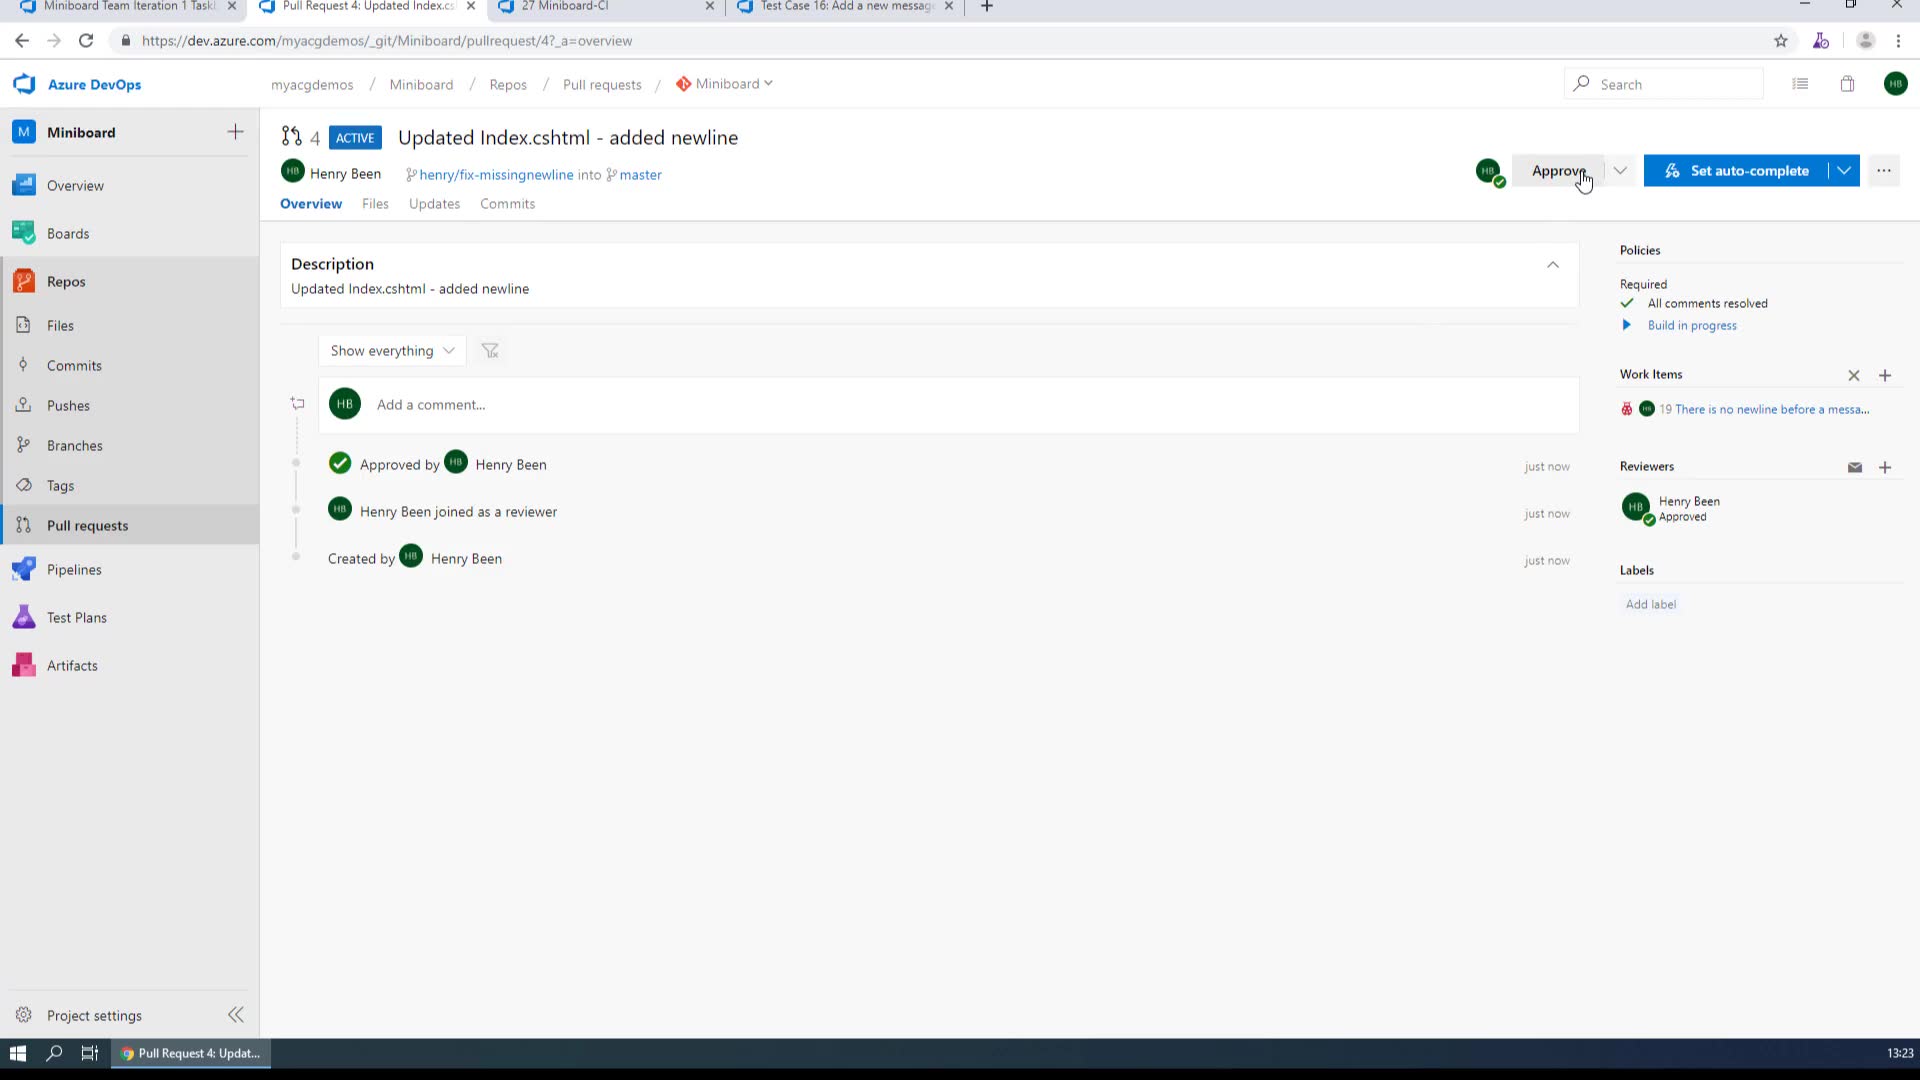 Miniboard Team Iteration 1 Taskl
Pull Request 4: Updated Index.cs
27 Miniboard-CI
Test Case 16: Add a new messag
https://dev.azure.com/myacgdemos/_git/Miniboard/pullrequest/4?_a=overview
Azure DevOps
myacgdemos / Miniboard / Repos / Pull requests / Miniboard
Search
HB
M Miniboard
Overview
Boards
Repos
Files
Commits
Pushes
Branches
Tags
Pull requests
Pipelines
Test Plans
Artifacts
Project settings
4 ACTIVE Updated Index.cshtml - added newline
HB Henry Been henry/fix-missingnewline into master
HB Approve Set auto-complete
Overview Files Updates Commits
Description
Updated Index.cshtml - added newline
Show everything
HB Add a comment...
Approved by HB Henry Been just now
HB Henry Been joined as a reviewer just now
Created by HB Henry Been just now
Policies
Required
All comments resolved
Build in progress
Work Items
HB 19 There is no newline before a messa...
Reviewers
HB Henry Been
Approved
Labels
Add label
Pull Request 4: Updat...
13:23